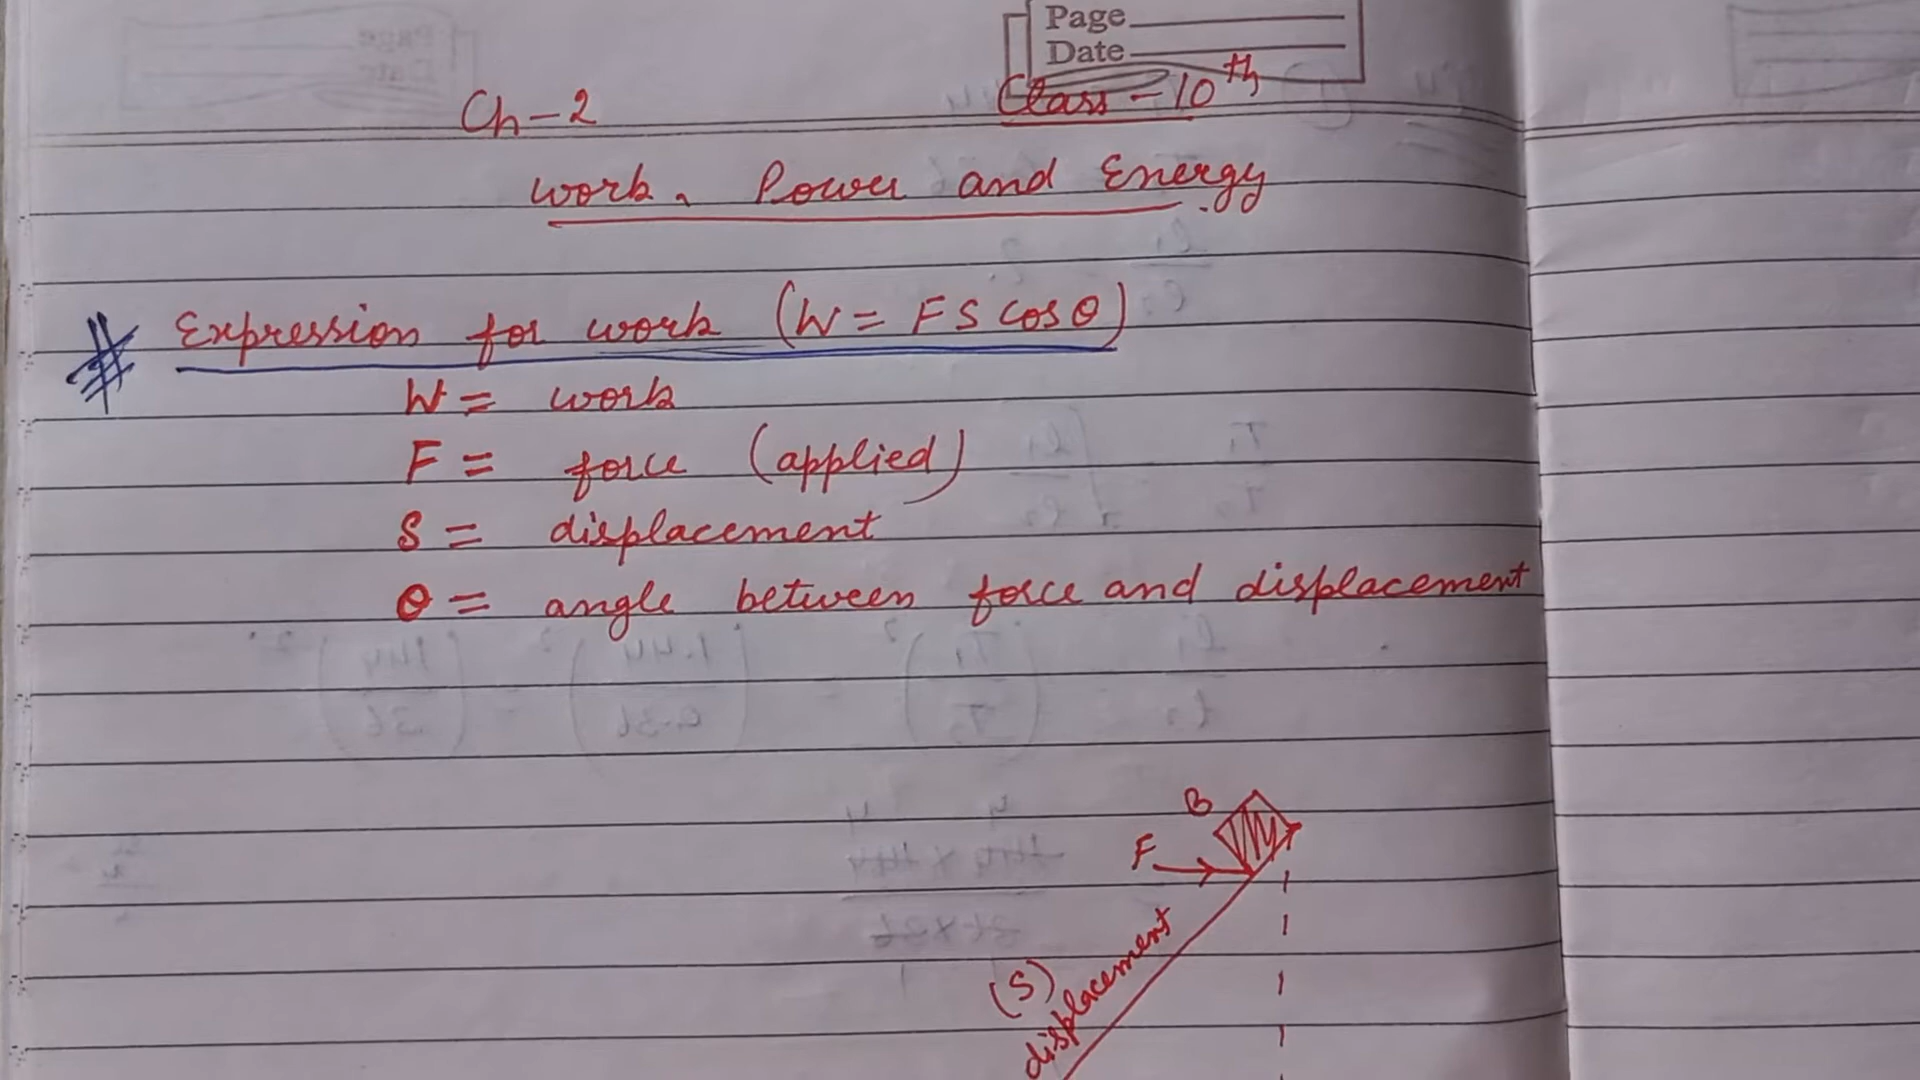 Page
Date
Class - 10th
Ch-2
Work, Power and Energy
# Expression for work (W = FS cosθ)
W = work
F = force (applied)
S = displacement
θ = angle between force and displacement
B
F
(S)
displacement